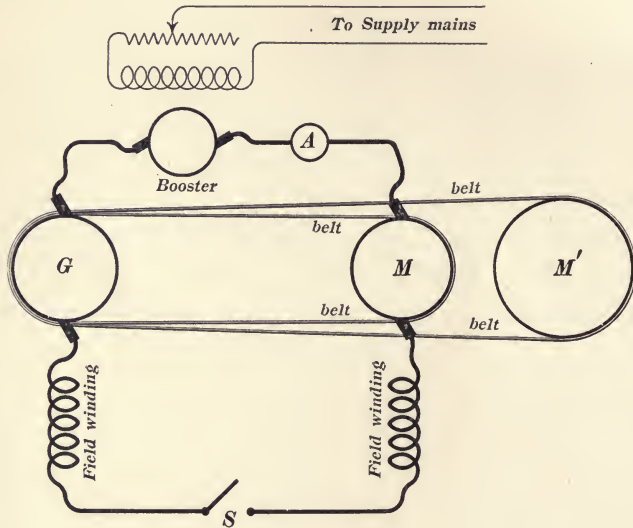 To Supply mains
A
Booster
belt
belt
G
M
M′
belt
belt
Field winding
Field winding
S